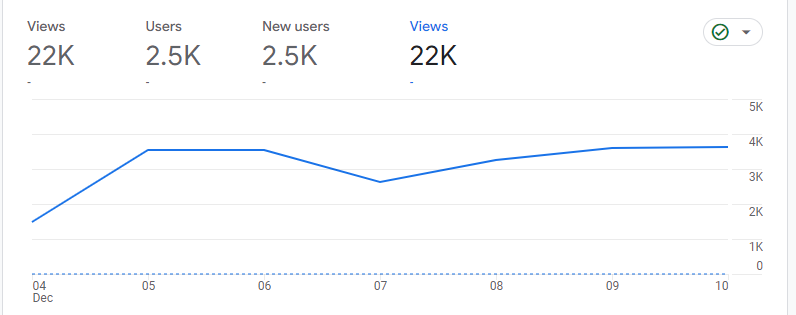 Views Users New users Views
22K 2.5K 2.5K 22K
- - - -
5K
4K
3K
2K
1K
0
04 05 06 07 08 09 10
Dec